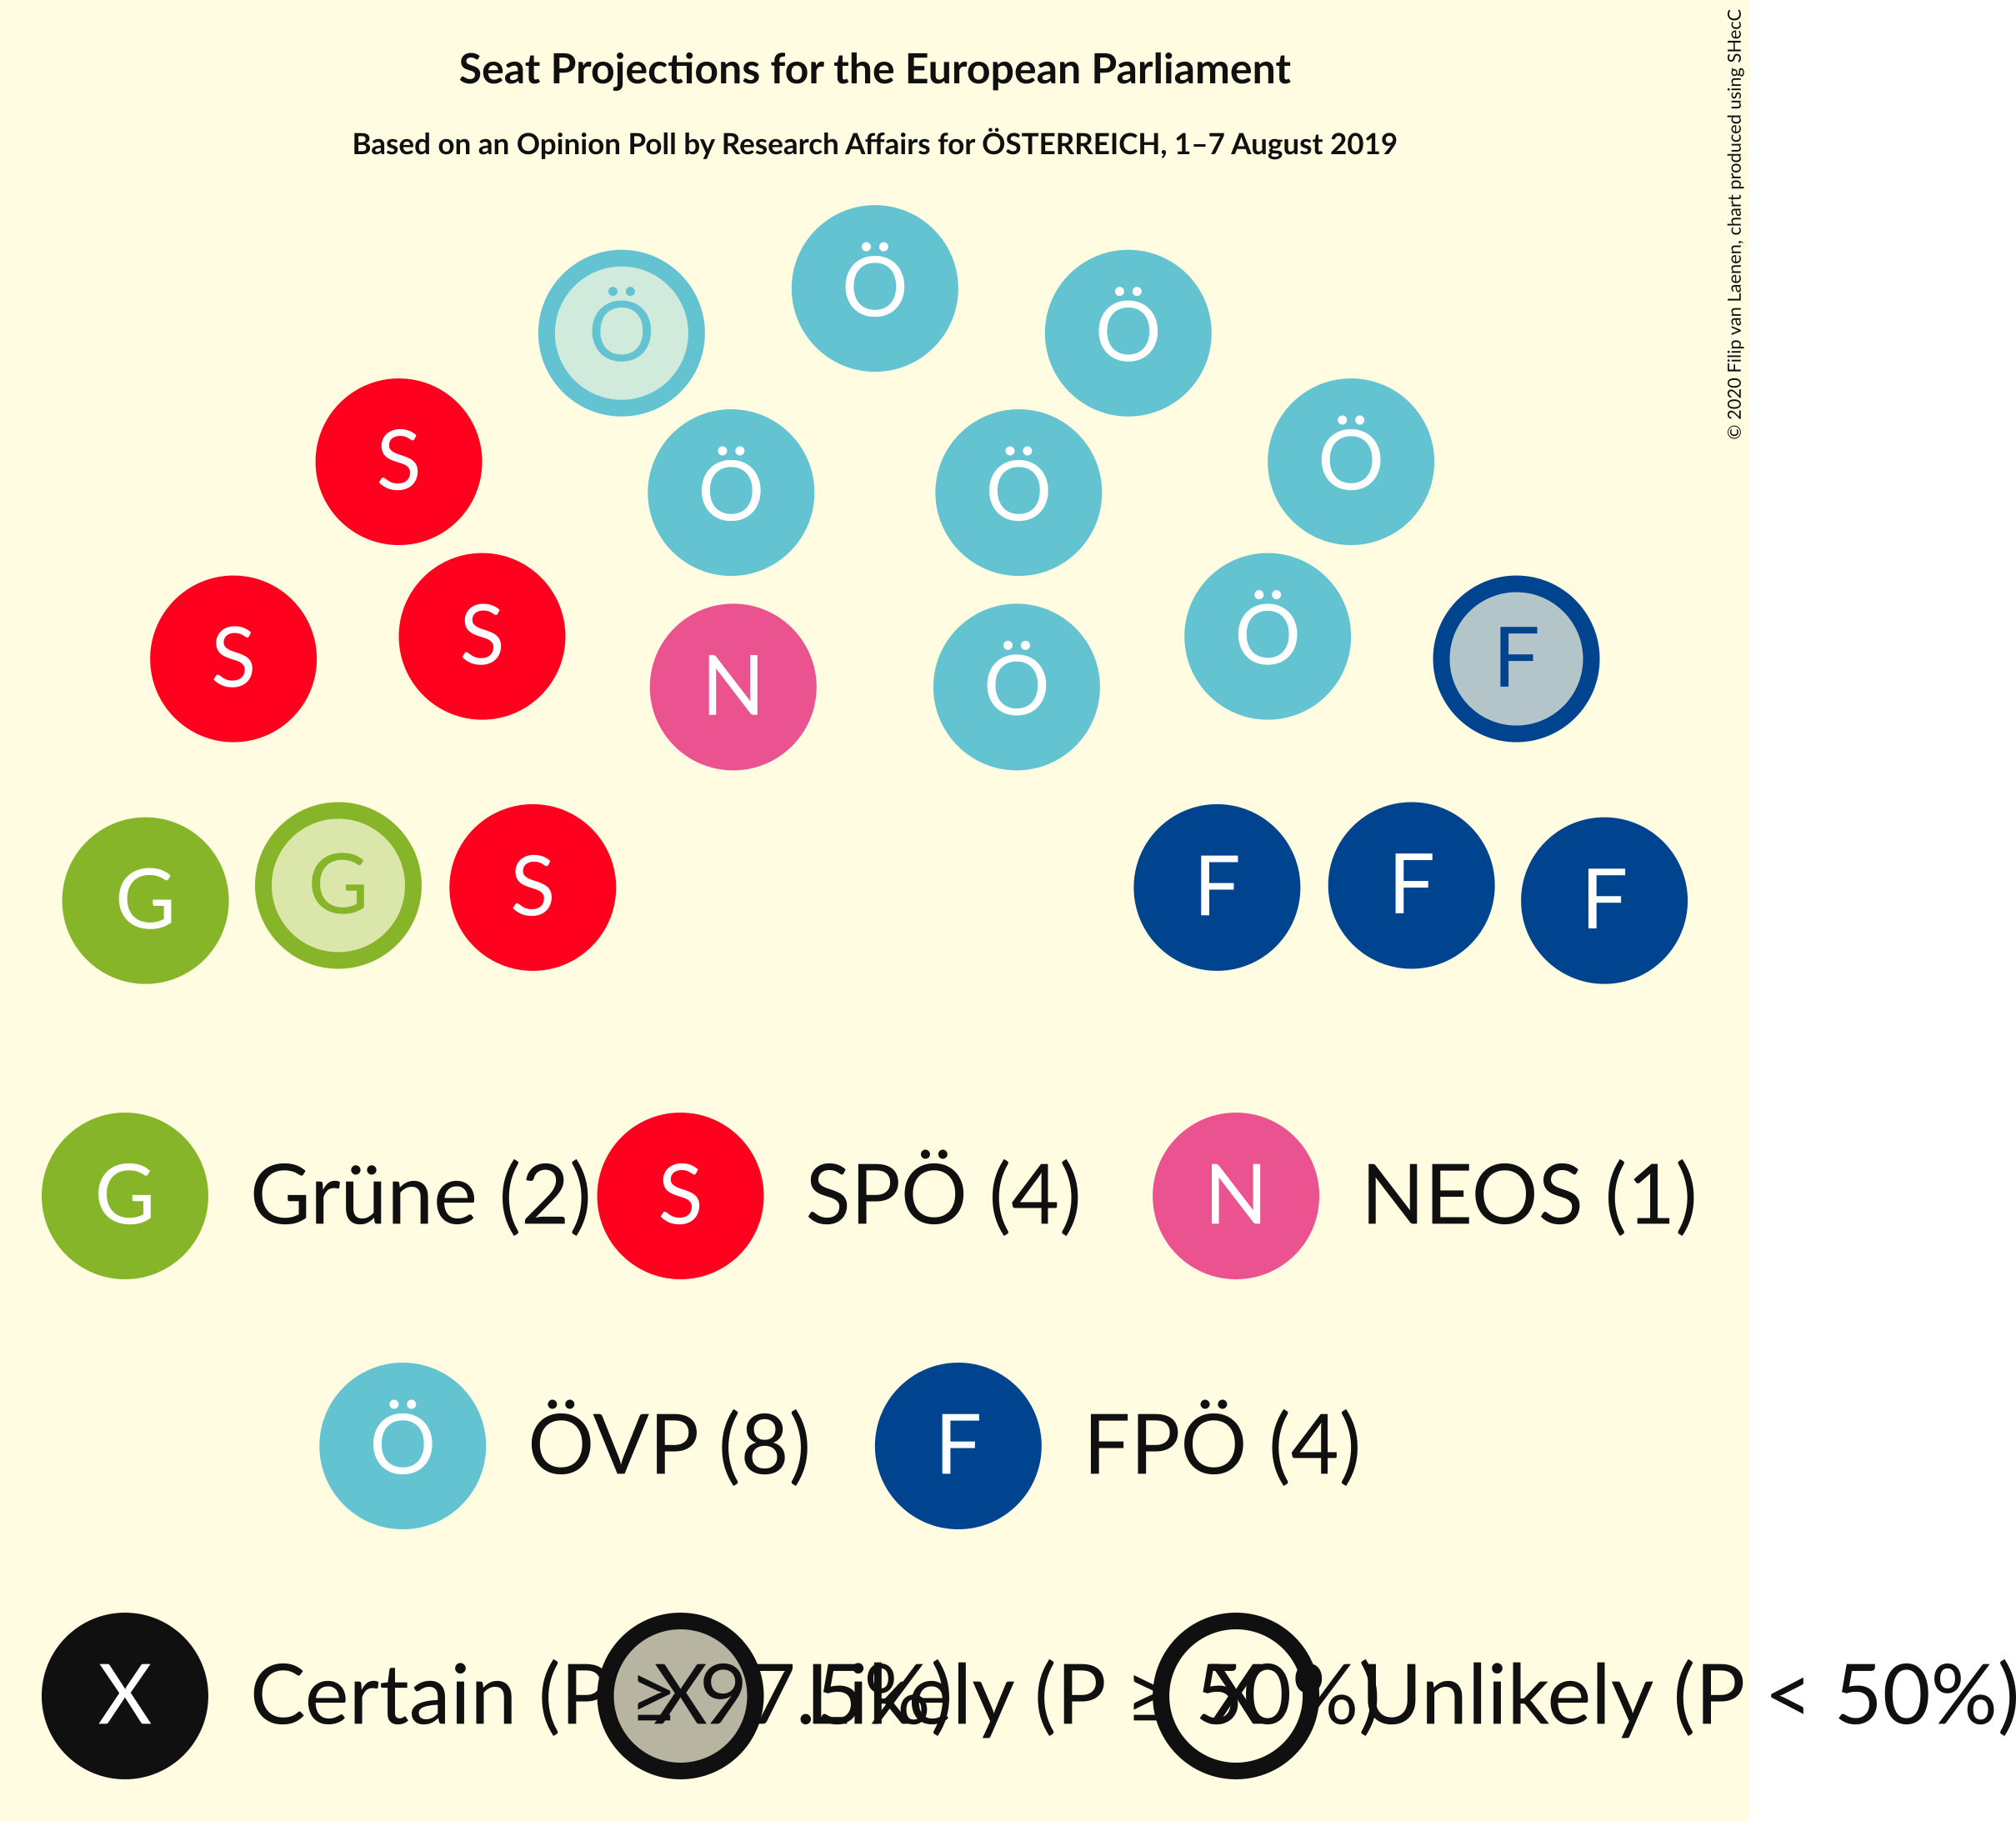 Seat Projections for the European Parliament
Based on an Opinion Poll by Research Affairs for ÖSTERREICH, 1–7 August 2019
© 2020 Filip van Laenen, chart produced using SHecC
Ö
Ö Ö
S Ö
Ö Ö
S Ö
S F
N Ö
G S
G F F F
G Grüne (2) S SPÖ (4) N NEOS (1)
Ö ÖVP (8) F FPÖ (4)
X Certain (P ≥ 97.5%) X Likely (P ≥ 50%) X Unlikely (P < 50%)